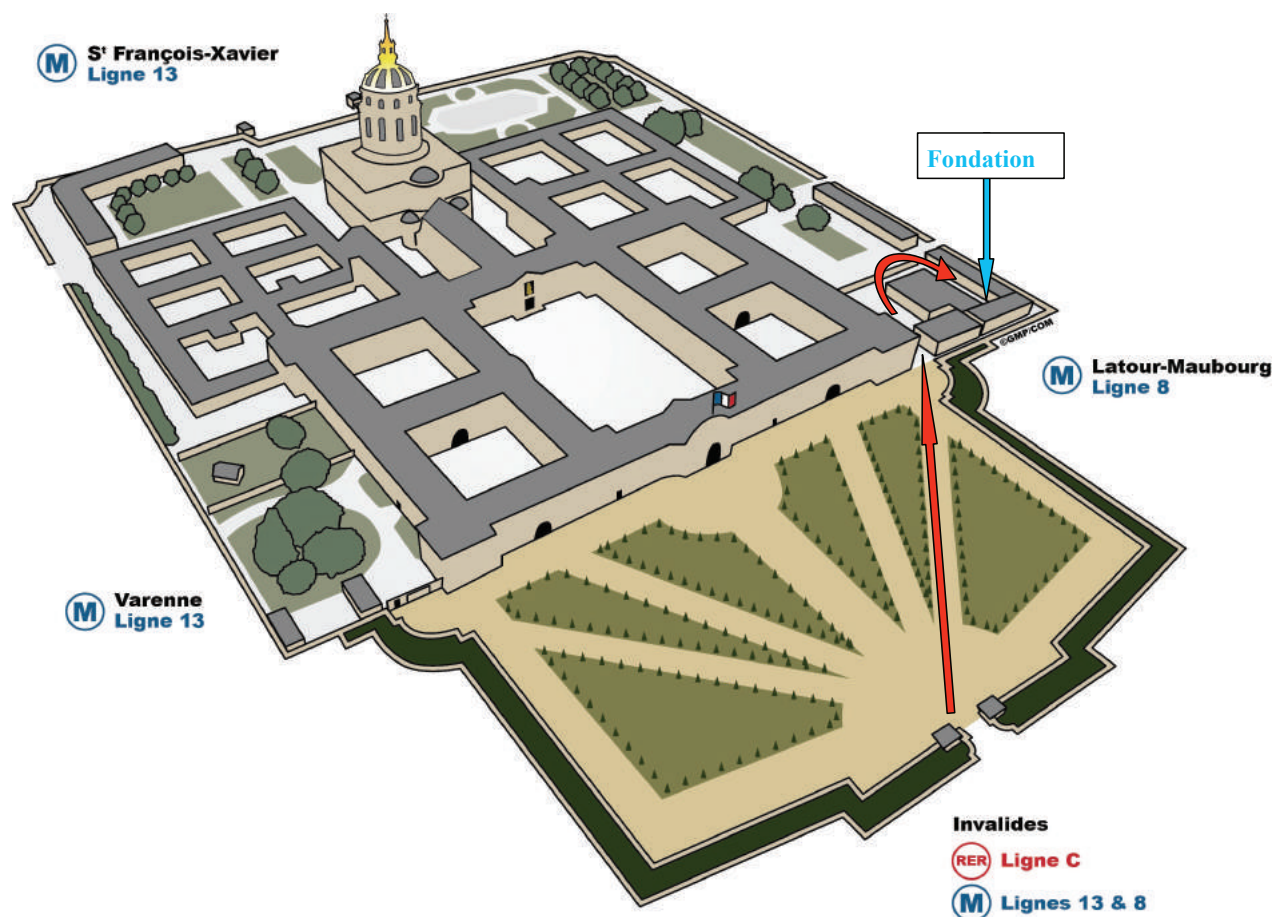 M
Sᵗ François-Xavier
Ligne 13
Fondation
©GMP/COM
M
Latour-Maubourg
Ligne 8
M
Varenne
Ligne 13
Invalides
RER Ligne C
M Lignes 13 & 8